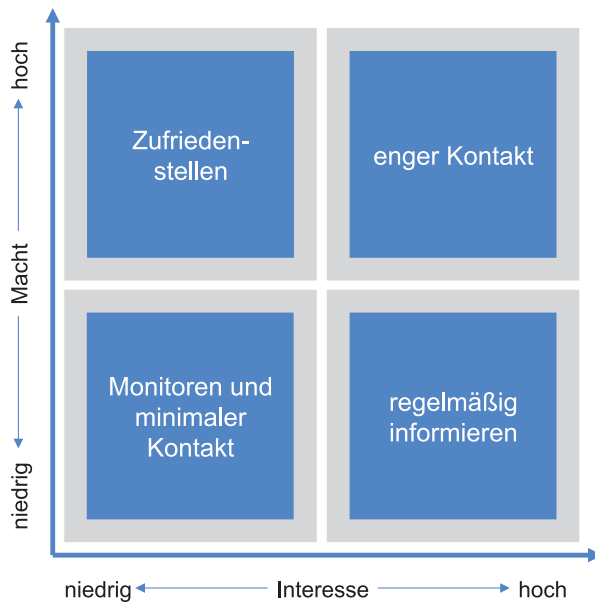 hoch
Zufrieden-
stellen
enger Kontakt
Macht
Monitoren und
minimaler
Kontakt
regelmäßig
informieren
niedrig
niedrig
Interesse
hoch